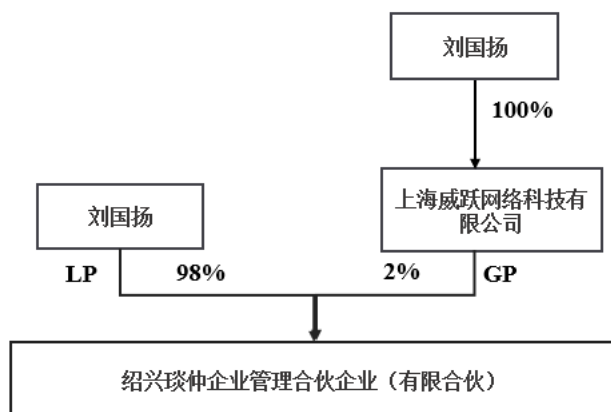 刘国扬
100%
上海威跃网络科技有
限公司
刘国扬
LP 98% 2% GP
绍兴琰仲企业管理合伙企业（有限合伙）